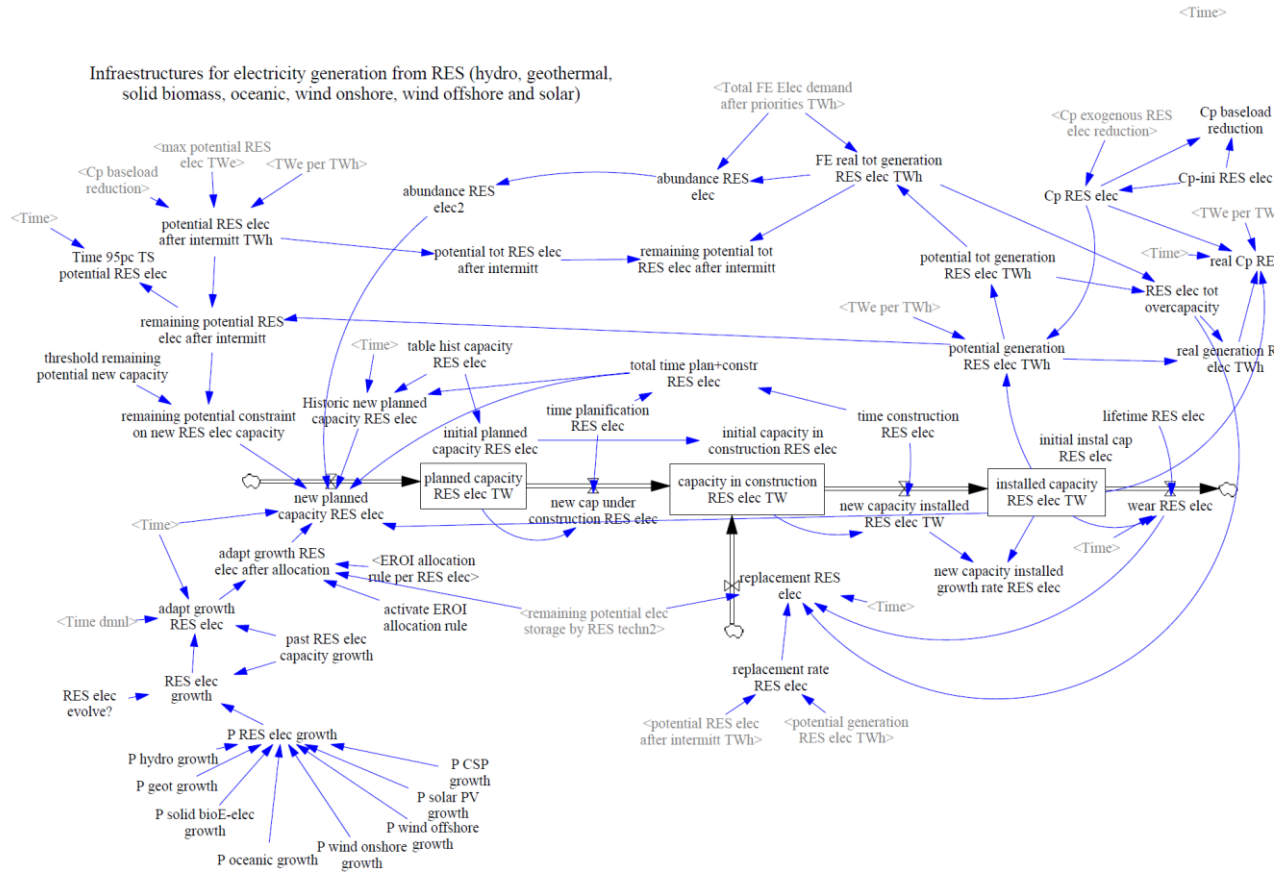 <Time>
Infraestructures for electricity generation from RES (hydro, geothermal,
solid biomass, oceanic, wind onshore, wind offshore and solar)
<Total FE Elec demand
after priorities TWh>
<Cp exogenous RES
elec reduction>
Cp baseload
reduction
<max potential RES
elec TWe>
<Cp baseload
reduction>
<TWe per TWh>
abundance RES
elec2
abundance RES
elec
FE real tot generation
RES elec TWh
Cp RES elec
Cp-ini RES elec
<Time>
potential RES elec
after intermitt TWh
<TWe per TW
Time 95pc TS
potential RES elec
potential tot RES elec
after intermitt
remaining potential tot
RES elec after intermitt
potential tot generation
RES elec TWh
<Time>
real Cp RE
RES elec tot
overcapacity
<TWe per TWh>
remaining potential RES
elec after intermitt
<Time>
table hist capacity
RES elec
potential generation
RES elec TWh
real generation R
elec TWh
threshold remaining
potential new capacity
total time plan+constr
RES elec
Historic new planned
capacity RES elec
time planification
RES elec
time construction
RES elec
lifetime RES elec
remaining potential constraint
on new RES elec capacity
initial planned
capacity RES elec
initial capacity in
construction RES elec
initial instal cap
RES elec
planned capacity
RES elec TW
capacity in construction
RES elec TW
installed capacity
RES elec TW
new planned
capacity RES elec
new cap under
construction RES elec
new capacity installed
RES elec TW
wear RES elec
<Time>
<Time>
adapt growth RES
elec after allocation
<EROI allocation
rule per RES elec>
new capacity installed
growth rate RES elec
replacement RES
elec
<Time>
adapt growth
RES elec
activate EROI
allocation rule
<remaining potential elec
storage by RES techn2>
<Time dmnl>
past RES elec
capacity growth
replacement rate
RES elec
RES elec
growth
RES elec
evolve?
<potential RES elec
after intermitt TWh>
<potential generation
RES elec TWh>
P RES elec growth
P hydro growth
P geot growth
P solid bioE-elec
growth
P oceanic growth
P wind onshore
growth
P wind offshore
growth
P solar PV
growth
P CSP
growth